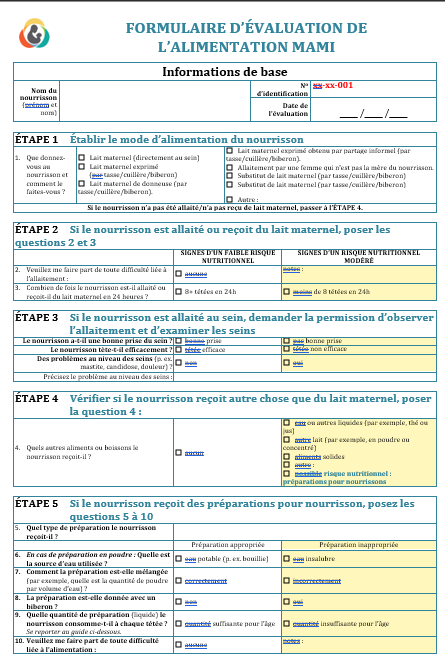 FORMULAIRE D'ÉVALUATION DE
L'ALIMENTATION MAMI
Informations de base
Nom du
nourrisson
(prénom et
nom)
Nº
d'identification
xx-xx-001
Date de
l'évaluation
____ /____/____
ÉTAPE 1 Établir le mode d'alimentation du nourrisson
1. Que donnez-
vous au
nourrisson et
comment le
faites-vous ?
Lait maternel (directement au sein)
Lait maternel exprimé
(par tasse/cuillère/biberon)
Lait maternel de donneuse (par
tasse/cuillère/biberon)
Lait maternel exprimé obtenu par partage informel (par
tasse/cuillère/biberon).
Allaitement par une femme qui n'est pas la mère du nourrisson.
Substitut de lait maternel (par tasse/cuillère/biberon)
Substitut de lait maternel (par tasse/cuillère/biberon)
Autre :
Si le nourrisson n'a pas été allaité/n'a pas reçu de lait maternel, passer à l'ÉTAPE 4.
ÉTAPE 2 Si le nourrisson est allaité ou reçoit du lait maternel, poser les
questions 2 et 3
SIGNES D'UN FAIBLE RISQUE
NUTRITIONNEL
SIGNES D'UN RISQUE NUTRITIONNEL
MODÉRÉ
2. Veuillez me faire part de toute difficulté liée à
l'allaitement :
aucune
notes :
3. Combien de fois le nourrisson est-il allaité ou
reçoit-il du lait maternel en 24 heures ?
8+ tétées en 24h
moins de 8 tétées en 24h
ÉTAPE 3 Si le nourrisson est allaité au sein, demander la permission d'observer
l'allaitement et d'examiner les seins
Le nourrisson a-t-il une bonne prise du sein ?
bonne prise
pas bonne prise
Le nourrisson tète-t-il efficacement ?
tétée efficace
tétée non efficace
Des problèmes au niveau des seins (p. ex.
mastite, candidose, douleur) ?
non
oui
Précisez le problème au niveau des seins :
ÉTAPE 4 Vérifier si le nourrisson reçoit autre chose que du lait maternel, poser
la question 4 :
4. Quels autres aliments ou boissons le
nourrisson reçoit-il ?
aucun
eau ou autres liquides (par exemple, thé ou
jus)
autre lait (par exemple, en poudre ou
concentré)
aliments solides
autre :
possible risque nutritionnel :
préparations pour nourrissons
ÉTAPE 5 Si le nourrisson reçoit des préparations pour nourrisson, posez les
questions 5 à 10
5. Quel type de préparation le nourrisson
reçoit-il ?
Préparation appropriée
Préparation inappropriée
6. En cas de préparation en poudre : Quelle est
la source d'eau utilisée ?
eau potable (p. ex. bouillie)
eau insalubre
7. Comment la préparation est-elle mélangée
(par exemple, quelle est la quantité de poudre
par volume d'eau) ?
correctement
incorrectement
8. La préparation est-elle donnée avec un
biberon ?
non
oui
9. Quelle quantité de préparation (liquide) le
nourrisson consomme-t-il à chaque tétée ?
Se reporter au guide ci-dessous.
quantité suffisante pour l'âge
quantité insuffisante pour l'âge
10. Veuillez me faire part de toute difficulté
liée à l'alimentation :
aucune
notes :